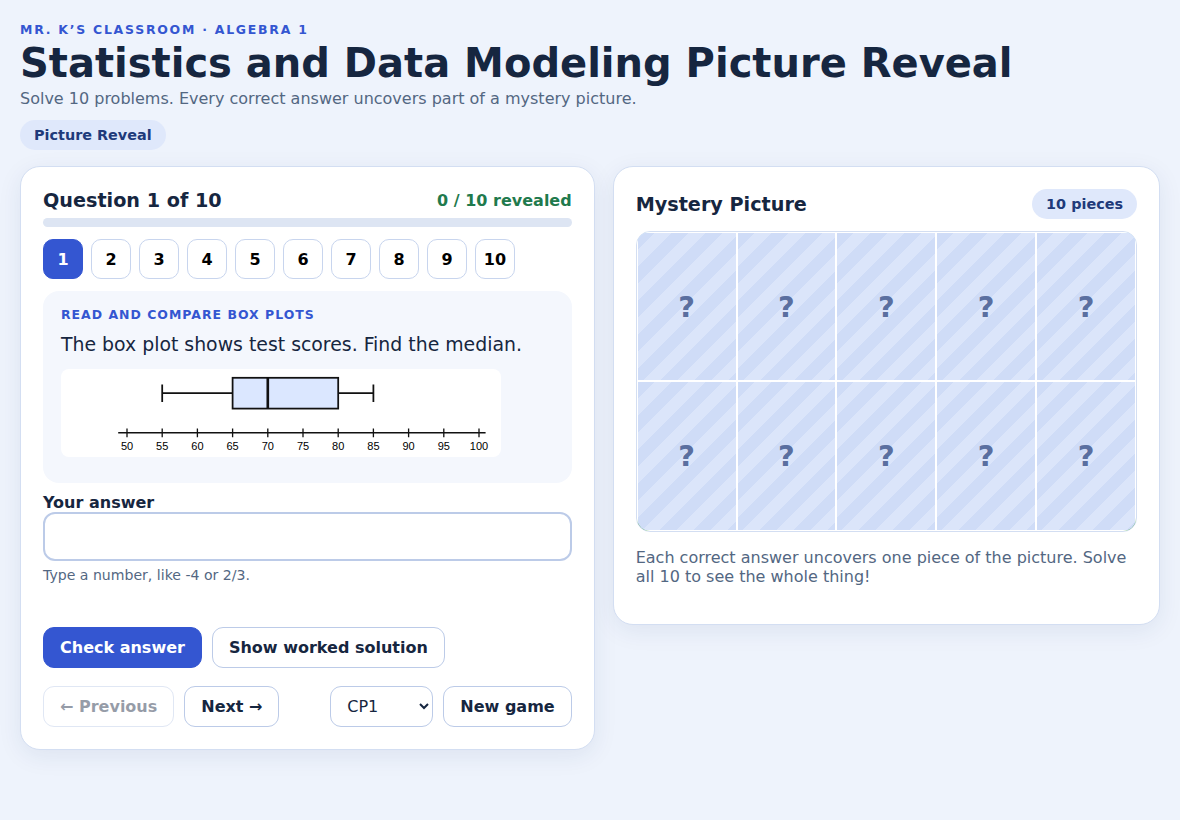 MR. K’S CLASSROOM · ALGEBRA 1
Statistics and Data Modeling Picture Reveal
Solve 10 problems. Every correct answer uncovers part of a mystery picture.
Picture Reveal
Question 1 of 10
0 / 10 revealed
1 2 3 4 5 6 7 8 9 10
READ AND COMPARE BOX PLOTS
The box plot shows test scores. Find the median.
50 55 60 65 70 75 80 85 90 95 100
Your answer
Type a number, like -4 or 2/3.
Check answer
Show worked solution
← Previous
Next →
CP1
New game
Mystery Picture
10 pieces
? ? ? ? ?
? ? ? ? ?
Each correct answer uncovers one piece of the picture. Solve
all 10 to see the whole thing!